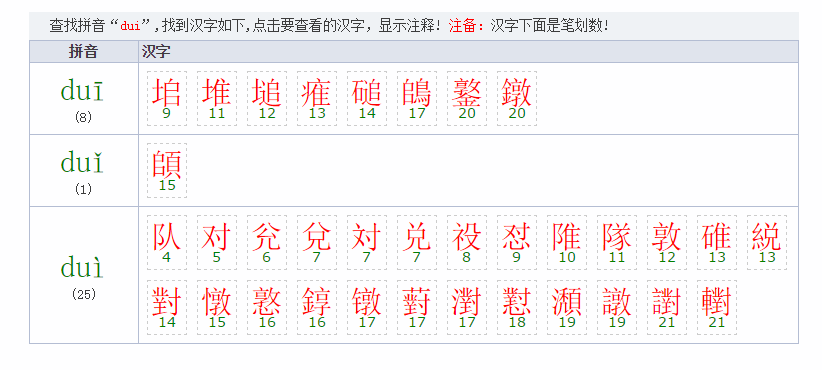 查找拼音“dui”,找到汉字如下,点击要查看的汉字，显示注释! 注备：汉字下面是笔划数!
拼音 汉字
duī 垖 堆 塠 痽 磓 鴭 鐜 鐓
(8) 9 11 12 13 14 17 20 20
duǐ 頧
(1) 15
队 对 兊 兌 対 兑 祋 怼 陮 隊 敦 碓 綐
4 5 6 7 7 7 8 9 10 11 12 13 13
duì
(25)
對 憞 憝 錞 镦 薱 濧 懟 瀩 譈 譵 轛
14 15 16 16 17 17 17 18 19 19 21 21